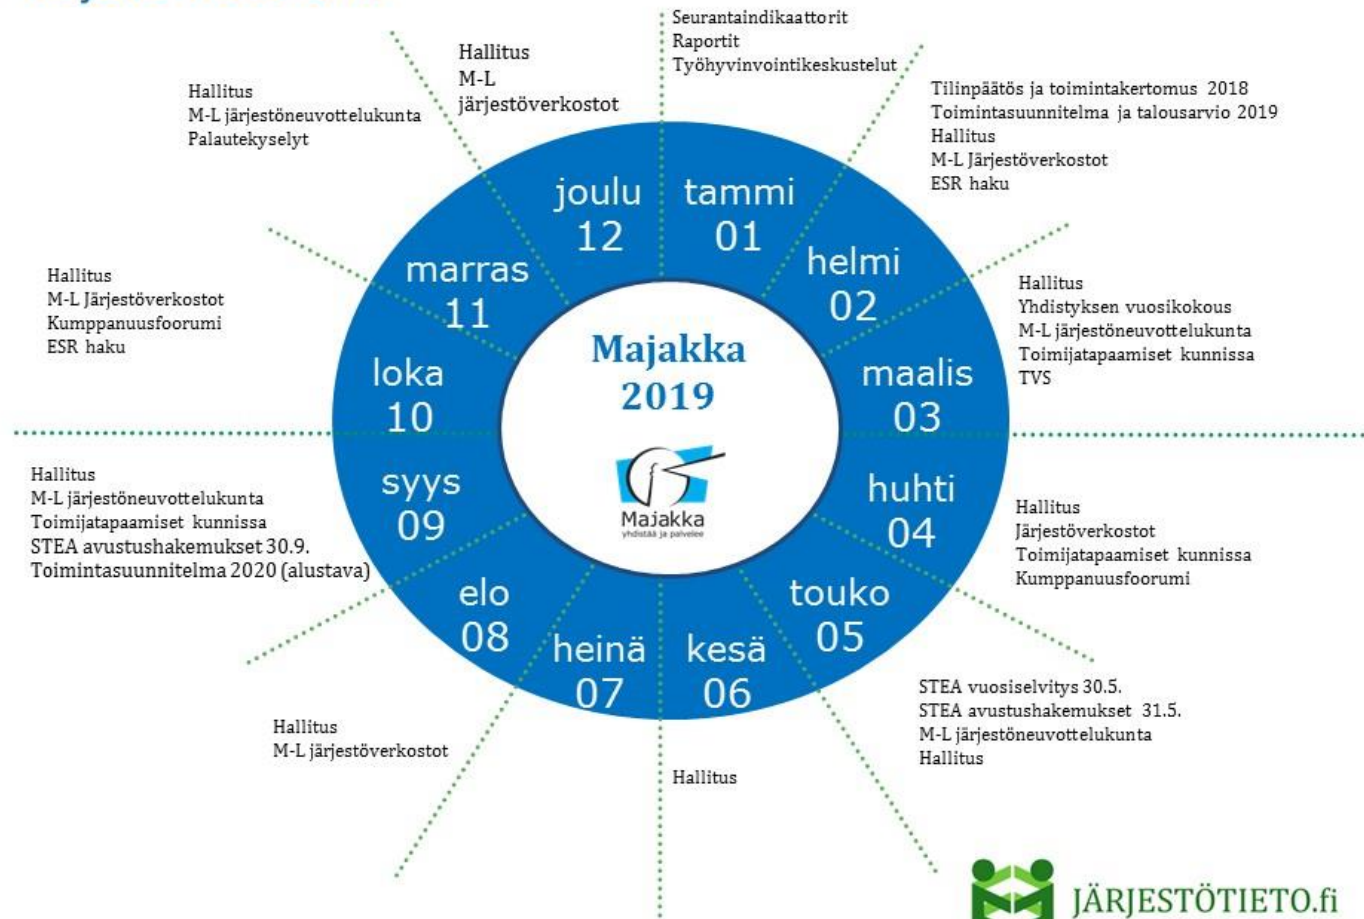 Seurantaindikaattorit
Raportit
Työhyvinvointikeskustelut
Hallitus
M-L
järjestöverkostot
Hallitus
M-L järjestöneuvottelukunta
Palautekyselyt
Tilinpäätös ja toimintakertomus 2018
Toimintasuunnitelma ja talousarvio 2019
Hallitus
M-L Järjestöverkostot
ESR haku
joulu
12
tammi
01
marras
11
helmi
02
Hallitus
M-L Järjestöverkostot
Kumppanuusfoorumi
ESR haku
Hallitus
Yhdistyksen vuosikokous
M-L järjestöneuvottelukunta
Toimijatapaamiset kunnissa
TVS
loka
10
Majakka
2019
maalis
03
Hallitus
M-L järjestöneuvottelukunta
Toimijatapaamiset kunnissa
STEA avustushakemukset 30.9.
Toimintasuunnitelma 2020 (alustava)
syys
09
Majakka
yhdistää ja palvelee
huhti
04
Hallitus
Järjestöverkostot
Toimijatapaamiset kunnissa
Kumppanuusfoorumi
elo
08
heinä
07
kesä
06
touko
05
STEA vuosiselvitys 30.5.
STEA avustushakemukset 31.5.
M-L järjestöneuvottelukunta
Hallitus
Hallitus
M-L järjestöverkostot
Hallitus
JÄRJESTÖTIETO.fi